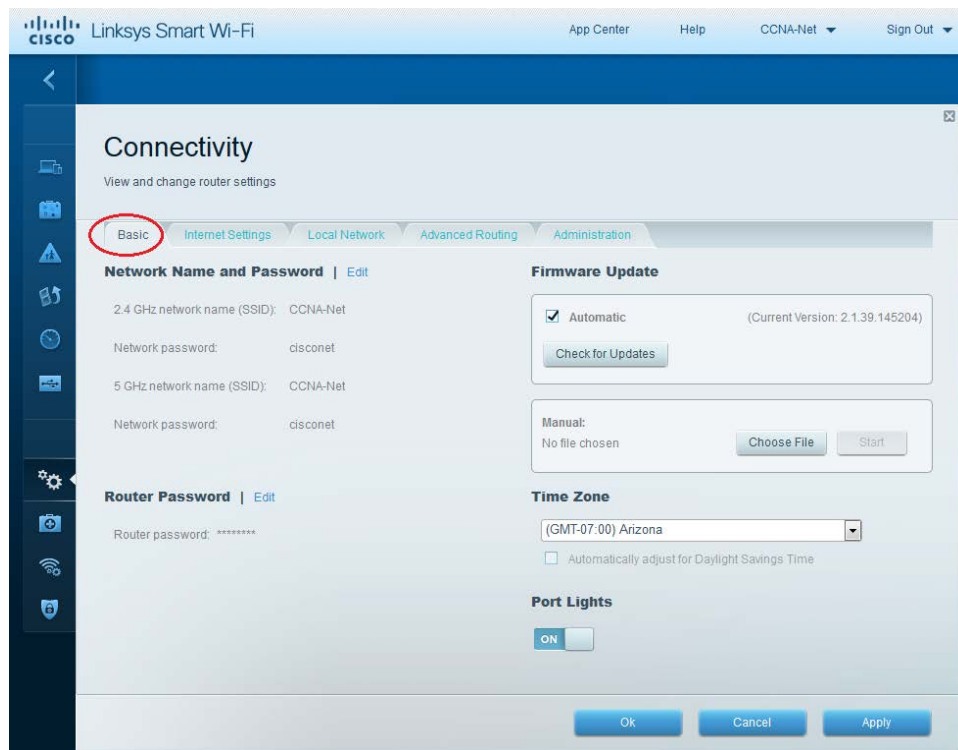 CISCO Linksys Smart Wi-Fi App Center Help CCNA-Net Sign Out
Connectivity
View and change router settings
Basic Internet Settings Local Network Advanced Routing Administration
Network Name and Password | Edit
2.4 GHz network name (SSID): CCNA-Net
Network password: cisconet
5 GHz network name (SSID): CCNA-Net
Network password: cisconet
Router Password | Edit
Router password: ********
Firmware Update
Automatic (Current Version: 2.1.39.145204)
Check for Updates
Manual:
No file chosen Choose File Start
Time Zone
(GMT-07:00) Arizona
Automatically adjust for Daylight Savings Time
Port Lights
ON
Ok Cancel Apply